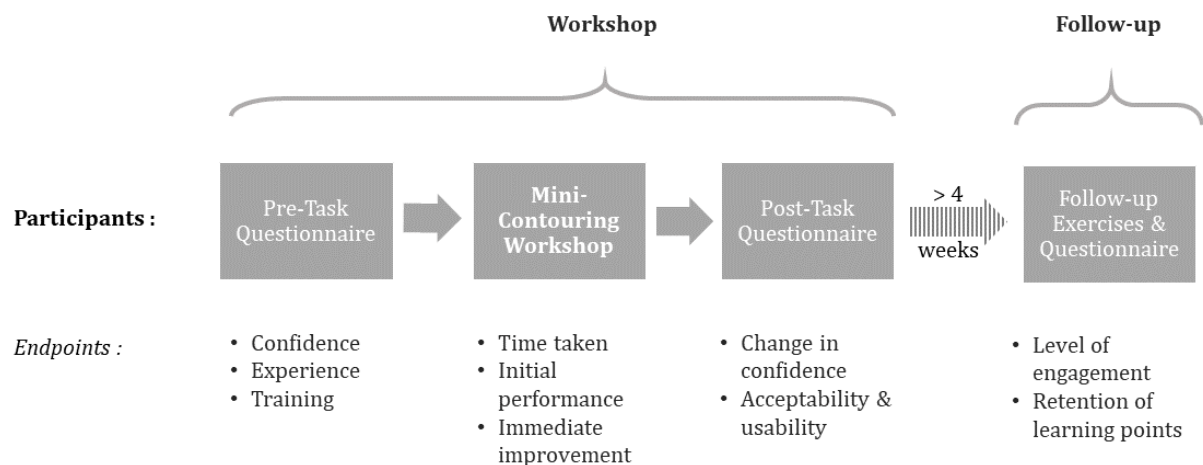 Workshop
Follow-up
Participants :
Pre-Task
Questionnaire
Mini-
Contouring
Workshop
Post-Task
Questionnaire
> 4
weeks
Follow-up
Exercises &
Questionnaire
Endpoints :
• Confidence
• Experience
• Training
• Time taken
• Initial
performance
• Immediate
improvement
• Change in
confidence
• Acceptability &
usability
• Level of
engagement
• Retention of
learning points